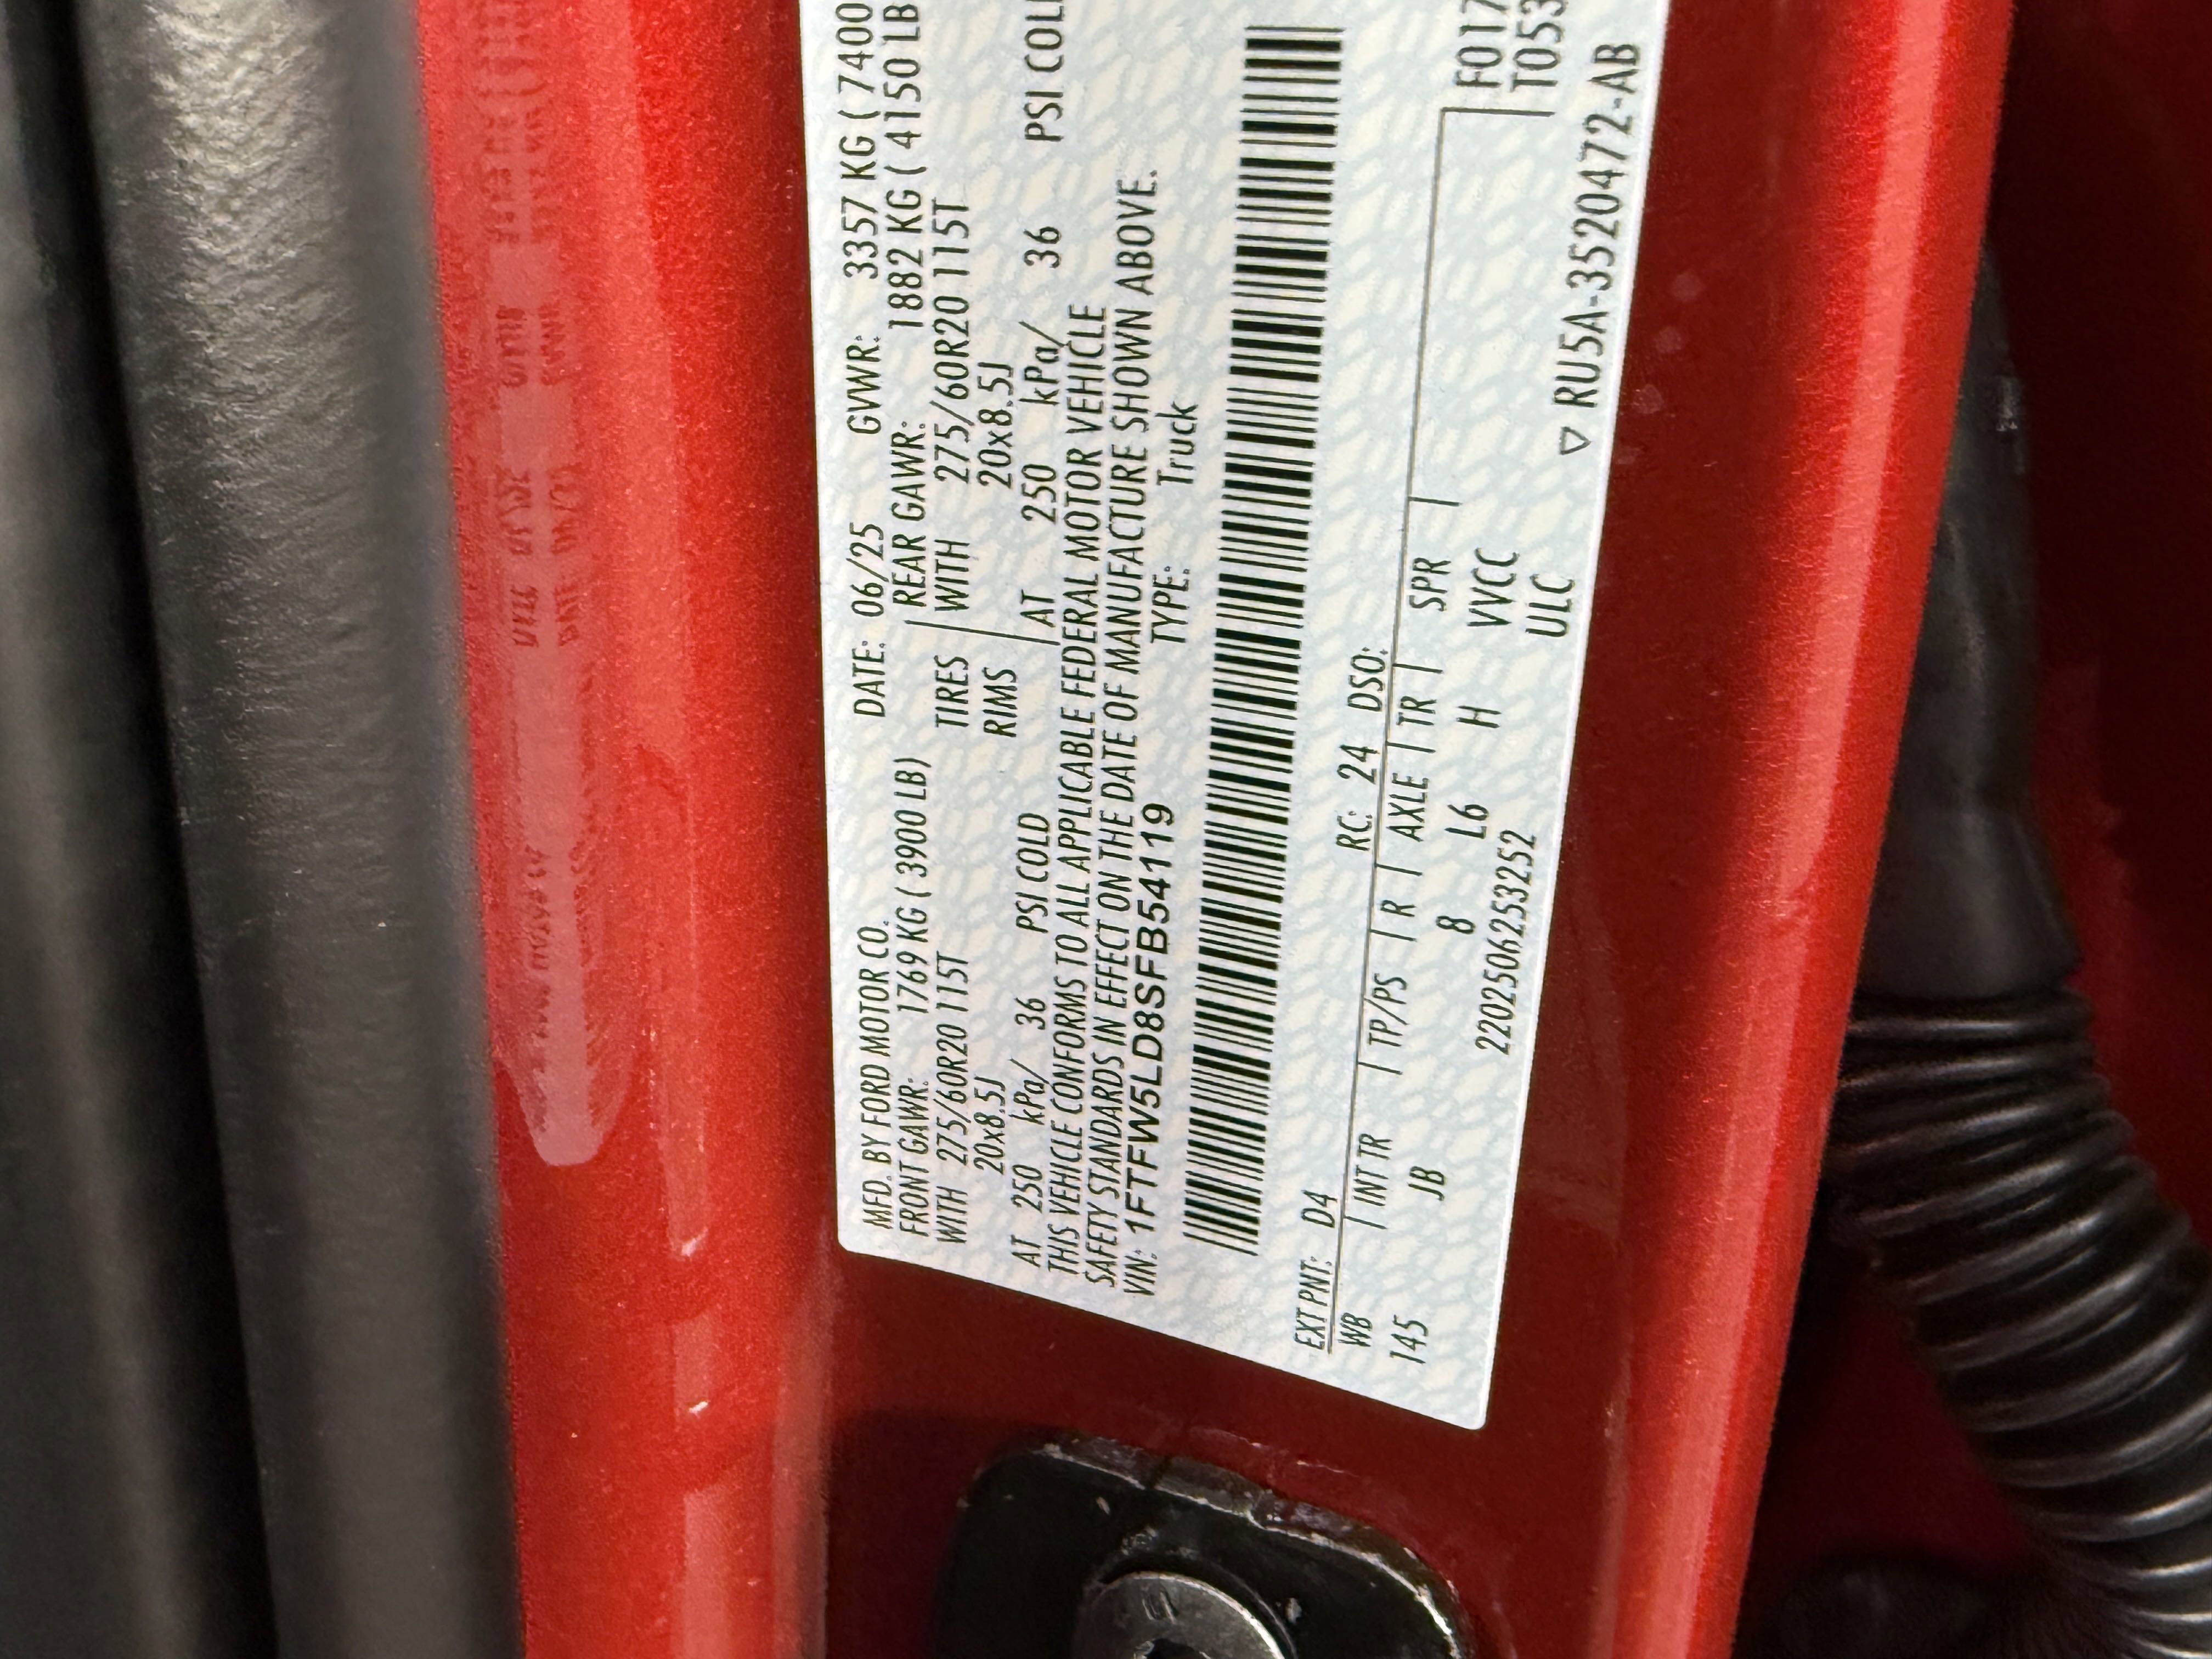 MFD. BY FORD MOTOR CO. DATE: 06/25 GVWR: 3357 KG ( 7400
FRONT GAWR: 1769 KG ( 3900 LB) REAR GAWR: 1882 KG ( 4150 LB
WITH 275/60R20 115T TIRES WITH 275/60R20 115T
20x8.5J RIMS 20x8.5J
AT 250 kPa/ 36 PSI COLD AT 250 kPa/ 36 PSI COL
THIS VEHICLE CONFORMS TO ALL APPLICABLE FEDERAL MOTOR VEHICLE
SAFETY STANDARDS IN EFFECT ON THE DATE OF MANUFACTURE SHOWN ABOVE.
VIN: 1FTFW5LD8SFB54119 TYPE: Truck
EXT PNT: D4 RC: 24 DSO:
WB INT TR TP/PS R AXLE TR SPR
145 JB 8 L6 H VVCC F017
2202506253252 ULC T053
▽ RU5A-3520472-AB